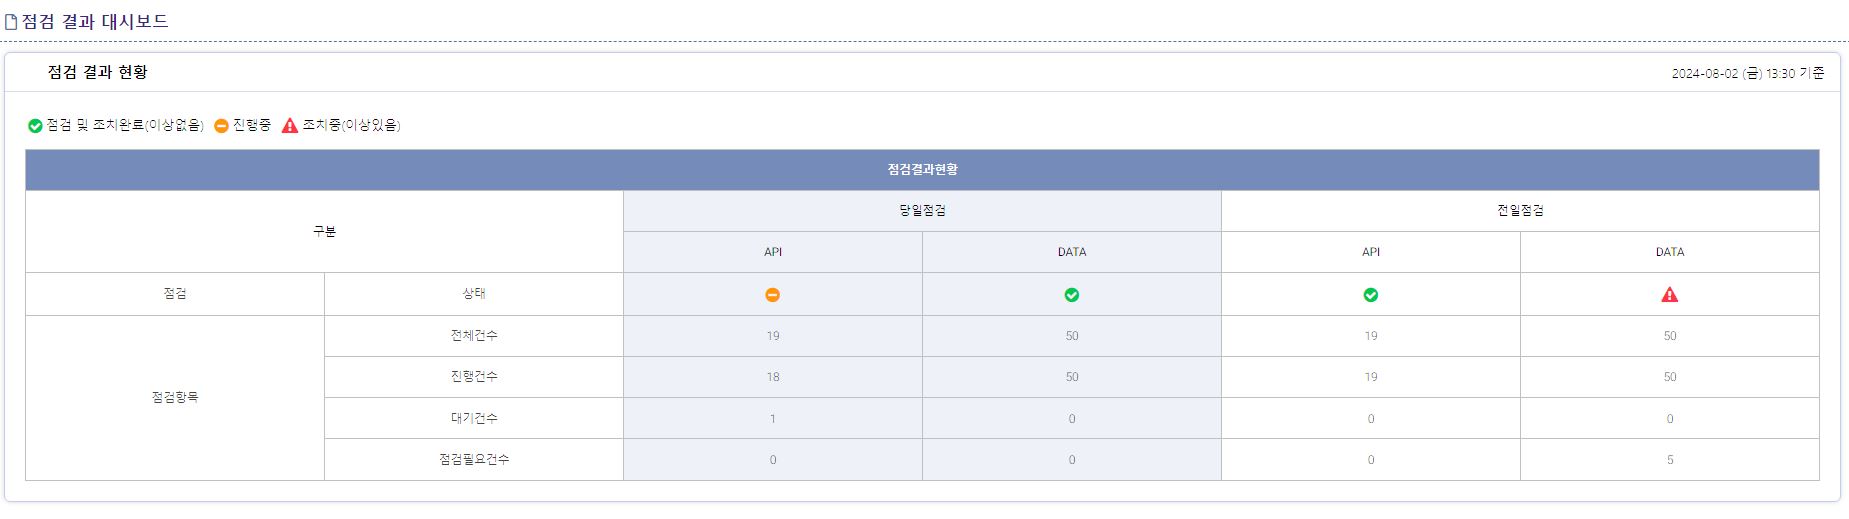 점검 결과 대시보드
점검 결과 현황
2024-08-02 (금) 13:30 기준
점검 및 조치완료(이상없음) 진행중 조치중(이상있음)
점검결과현황
구분 당일점검 전일점검
API DATA API DATA
점검 상태
점검항목
전체건수 19 50 19 50
진행건수 18 50 19 50
대기건수 1 0 0 0
점검필요건수 0 0 0 5